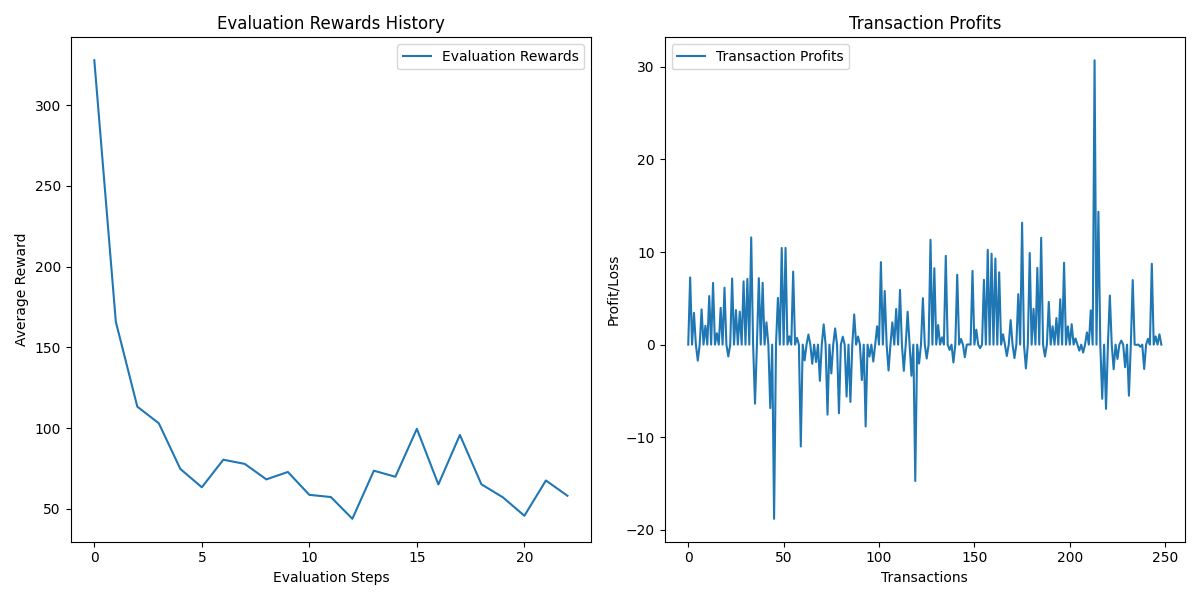 Evaluation Rewards History
Evaluation Rewards
Average Reward
300
250
200
150
100
50
0 5 10 15 20
Evaluation Steps
Transaction Profits
Transaction Profits
Profit/Loss
30
20
10
0
−10
−20
0 50 100 150 200 250
Transactions